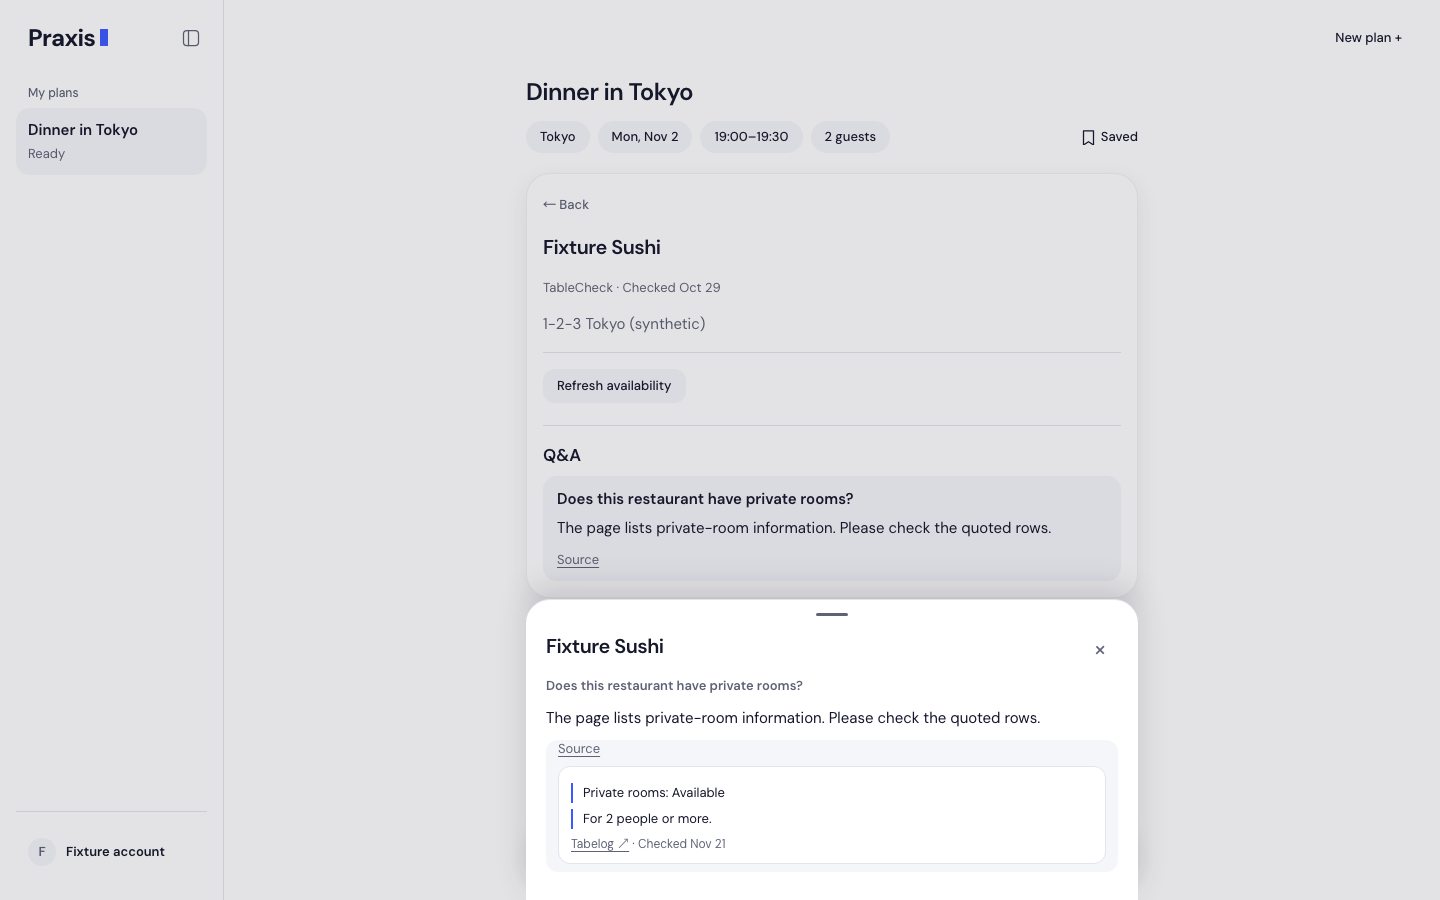 Praxis
New plan +
My plans
Dinner in Tokyo
Ready
Dinner in Tokyo
Tokyo
Mon, Nov 2
19:00–19:30
2 guests
Saved
← Back
Fixture Sushi
TableCheck · Checked Oct 29
1-2-3 Tokyo (synthetic)
Refresh availability
Q&A
Does this restaurant have private rooms?
The page lists private-room information. Please check the quoted rows.
Source
Fixture Sushi
×
Does this restaurant have private rooms?
The page lists private-room information. Please check the quoted rows.
Source
Private rooms: Available
For 2 people or more.
Tabelog ↗ · Checked Nov 21
F
Fixture account